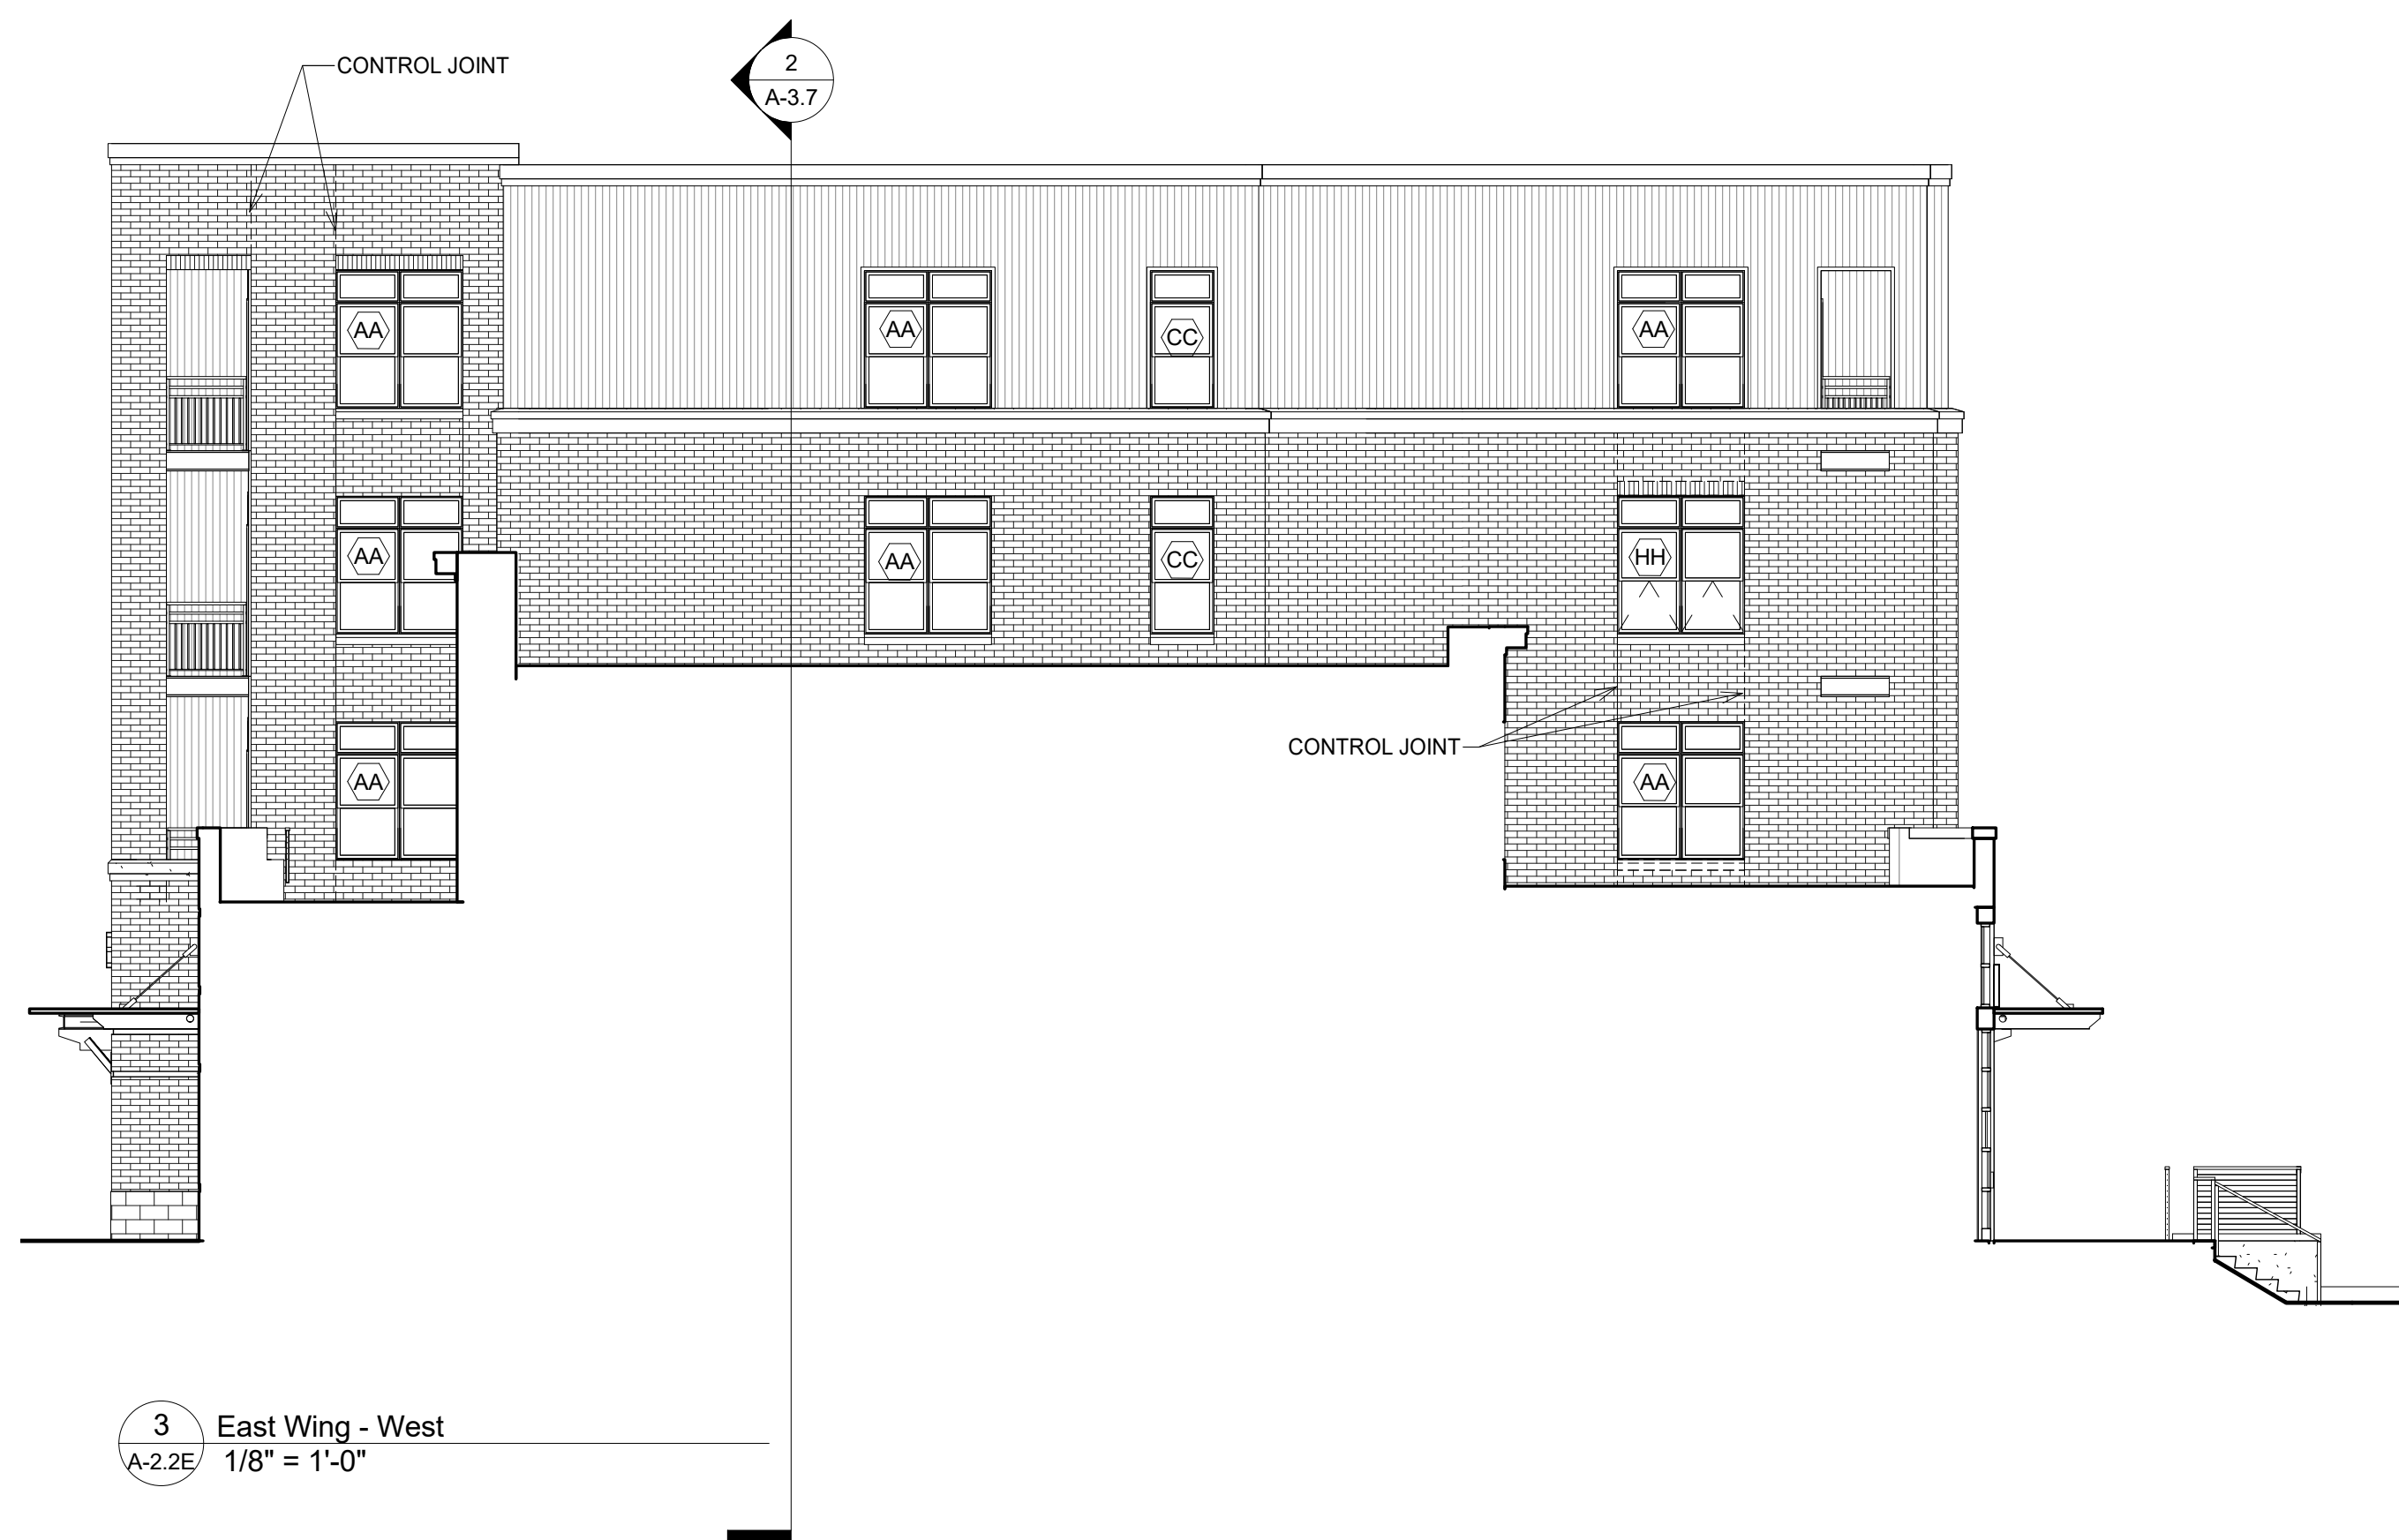 CONTROL JOINT
2
A-3.7
AA
AA
CC
AA
AA
AA
CC
HH
CONTROL JOINT
AA
AA
3
East Wing - West
A-2.2E
1/8" = 1'-0"